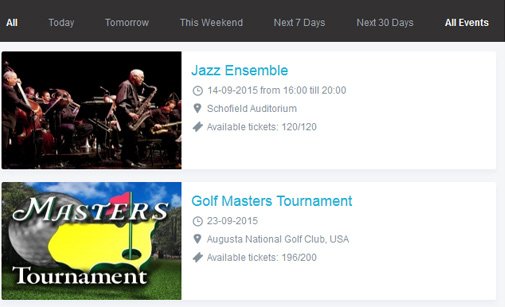 All Today Tomorrow This Weekend Next 7 Days Next 30 Days All Events
Jazz Ensemble
14-09-2015 from 16:00 till 20:00
Schofield Auditorium
Available tickets: 120/120
MASTERS
Tournament
Golf Masters Tournament
23-09-2015
Augusta National Golf Club, USA
Available tickets: 196/200